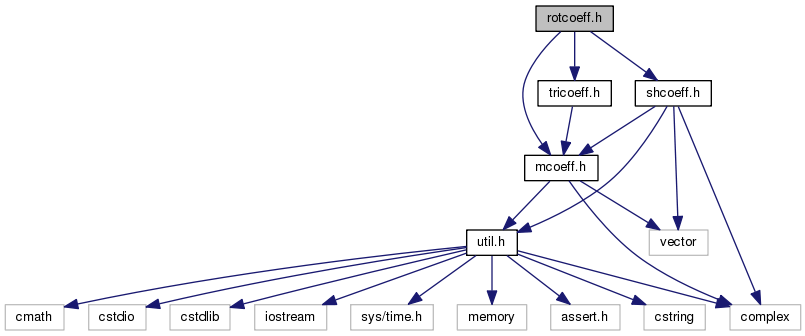 rotcoeff.h
tricoeff.h
shcoeff.h
mcoeff.h
util.h
vector
cmath
cstdio
cstdlib
iostream
sys/time.h
memory
assert.h
cstring
complex